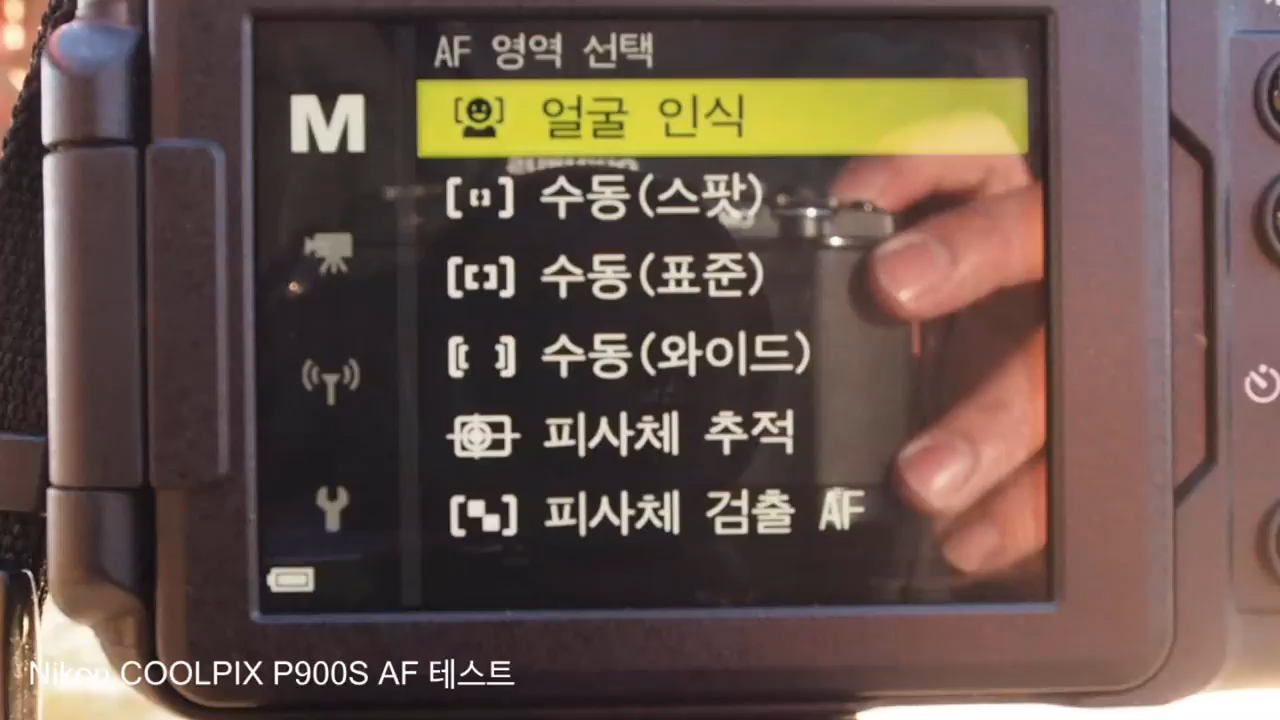 AF 영역 선택
M
얼굴 인식
수동(스팟)
수동(표준)
수동(와이드)
피사체 추적
피사체 검출 AF
Nikon COOLPIX P900S AF 테스트